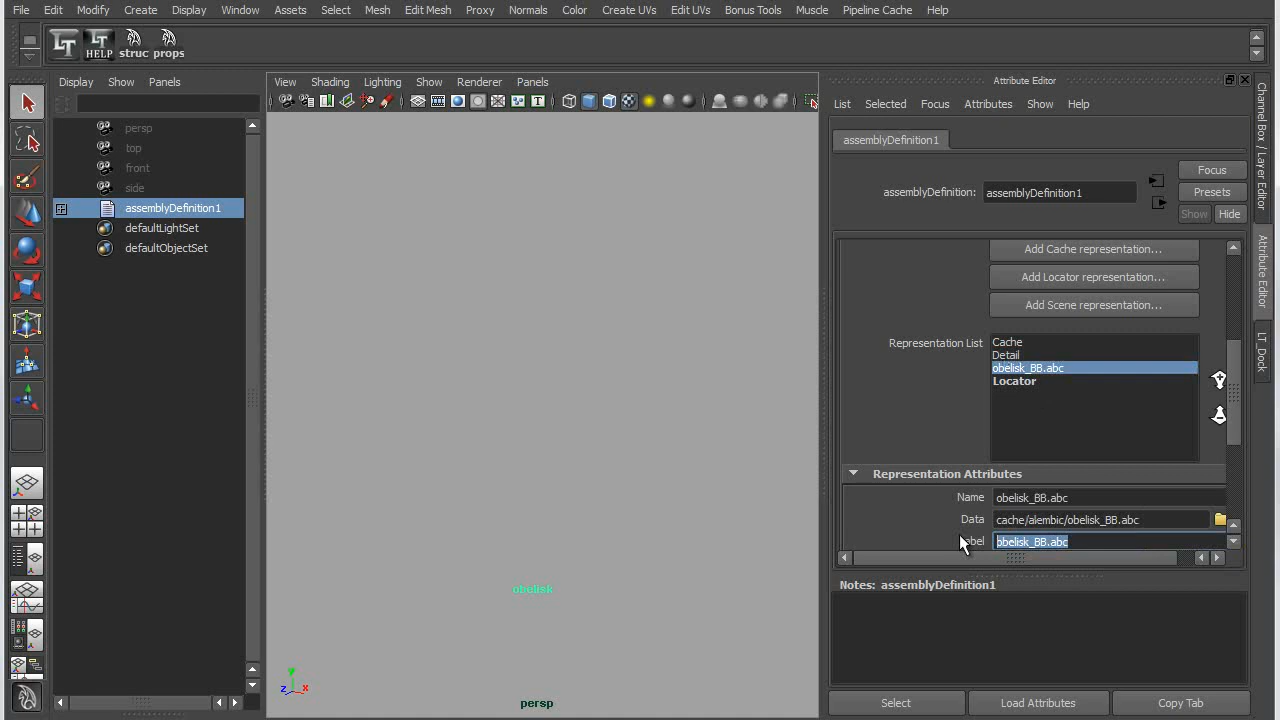 File Edit Modify Create Display Window Assets Select Mesh Edit Mesh Proxy Normals Color Create UVs Edit UVs Bonus Tools Muscle Pipeline Cache Help
LT LT HELP struc props
Display Show Panels
View Shading Lighting Show Renderer Panels
Attribute Editor
List Selected Focus Attributes Show Help
persp
top
front
side
assemblyDefinition1
defaultLightSet
defaultObjectSet
obelisk
persp
assemblyDefinition1
assemblyDefinition: assemblyDefinition1
Focus
Presets
Show Hide
Add Cache representation...
Add Locator representation...
Add Scene representation...
Representation List
Cache
Detail
obelisk_BB.abc
Locator
Representation Attributes
Name obelisk_BB.abc
Data cache/alembic/obelisk_BB.abc
obelisk_BB.abc
Notes: assemblyDefinition1
Select Load Attributes Copy Tab
Channel Box / Layer Editor
Attribute Editor
LT_Dock